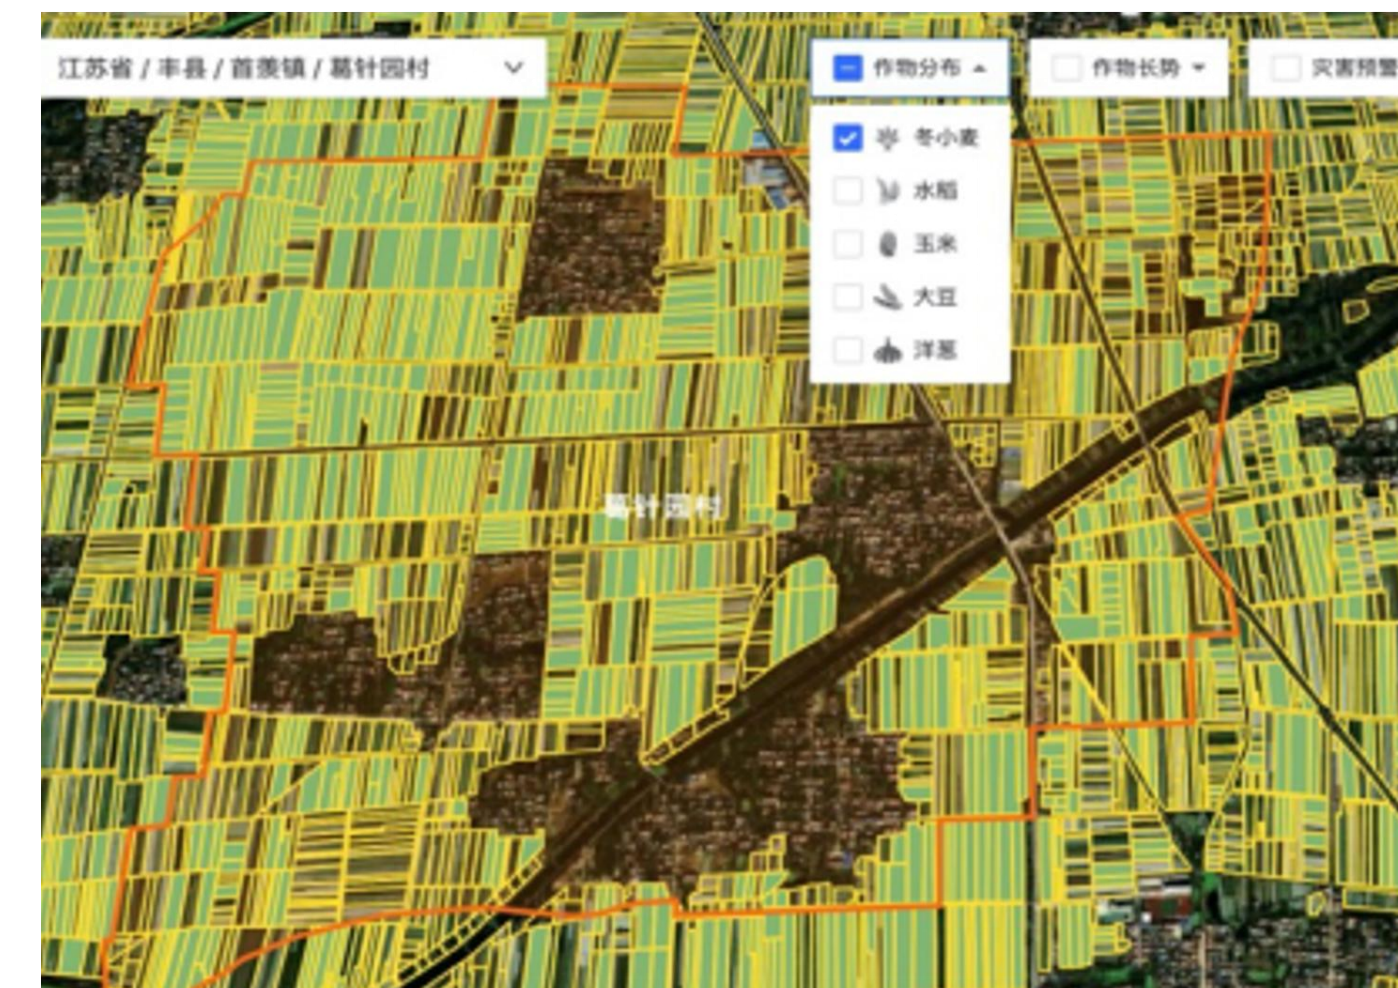 江苏省 / 丰县 / 首羡镇 / 葛针园村
作物分布
作物长势
灾害预警
冬小麦
水稻
玉米
大豆
洋葱
葛针园村